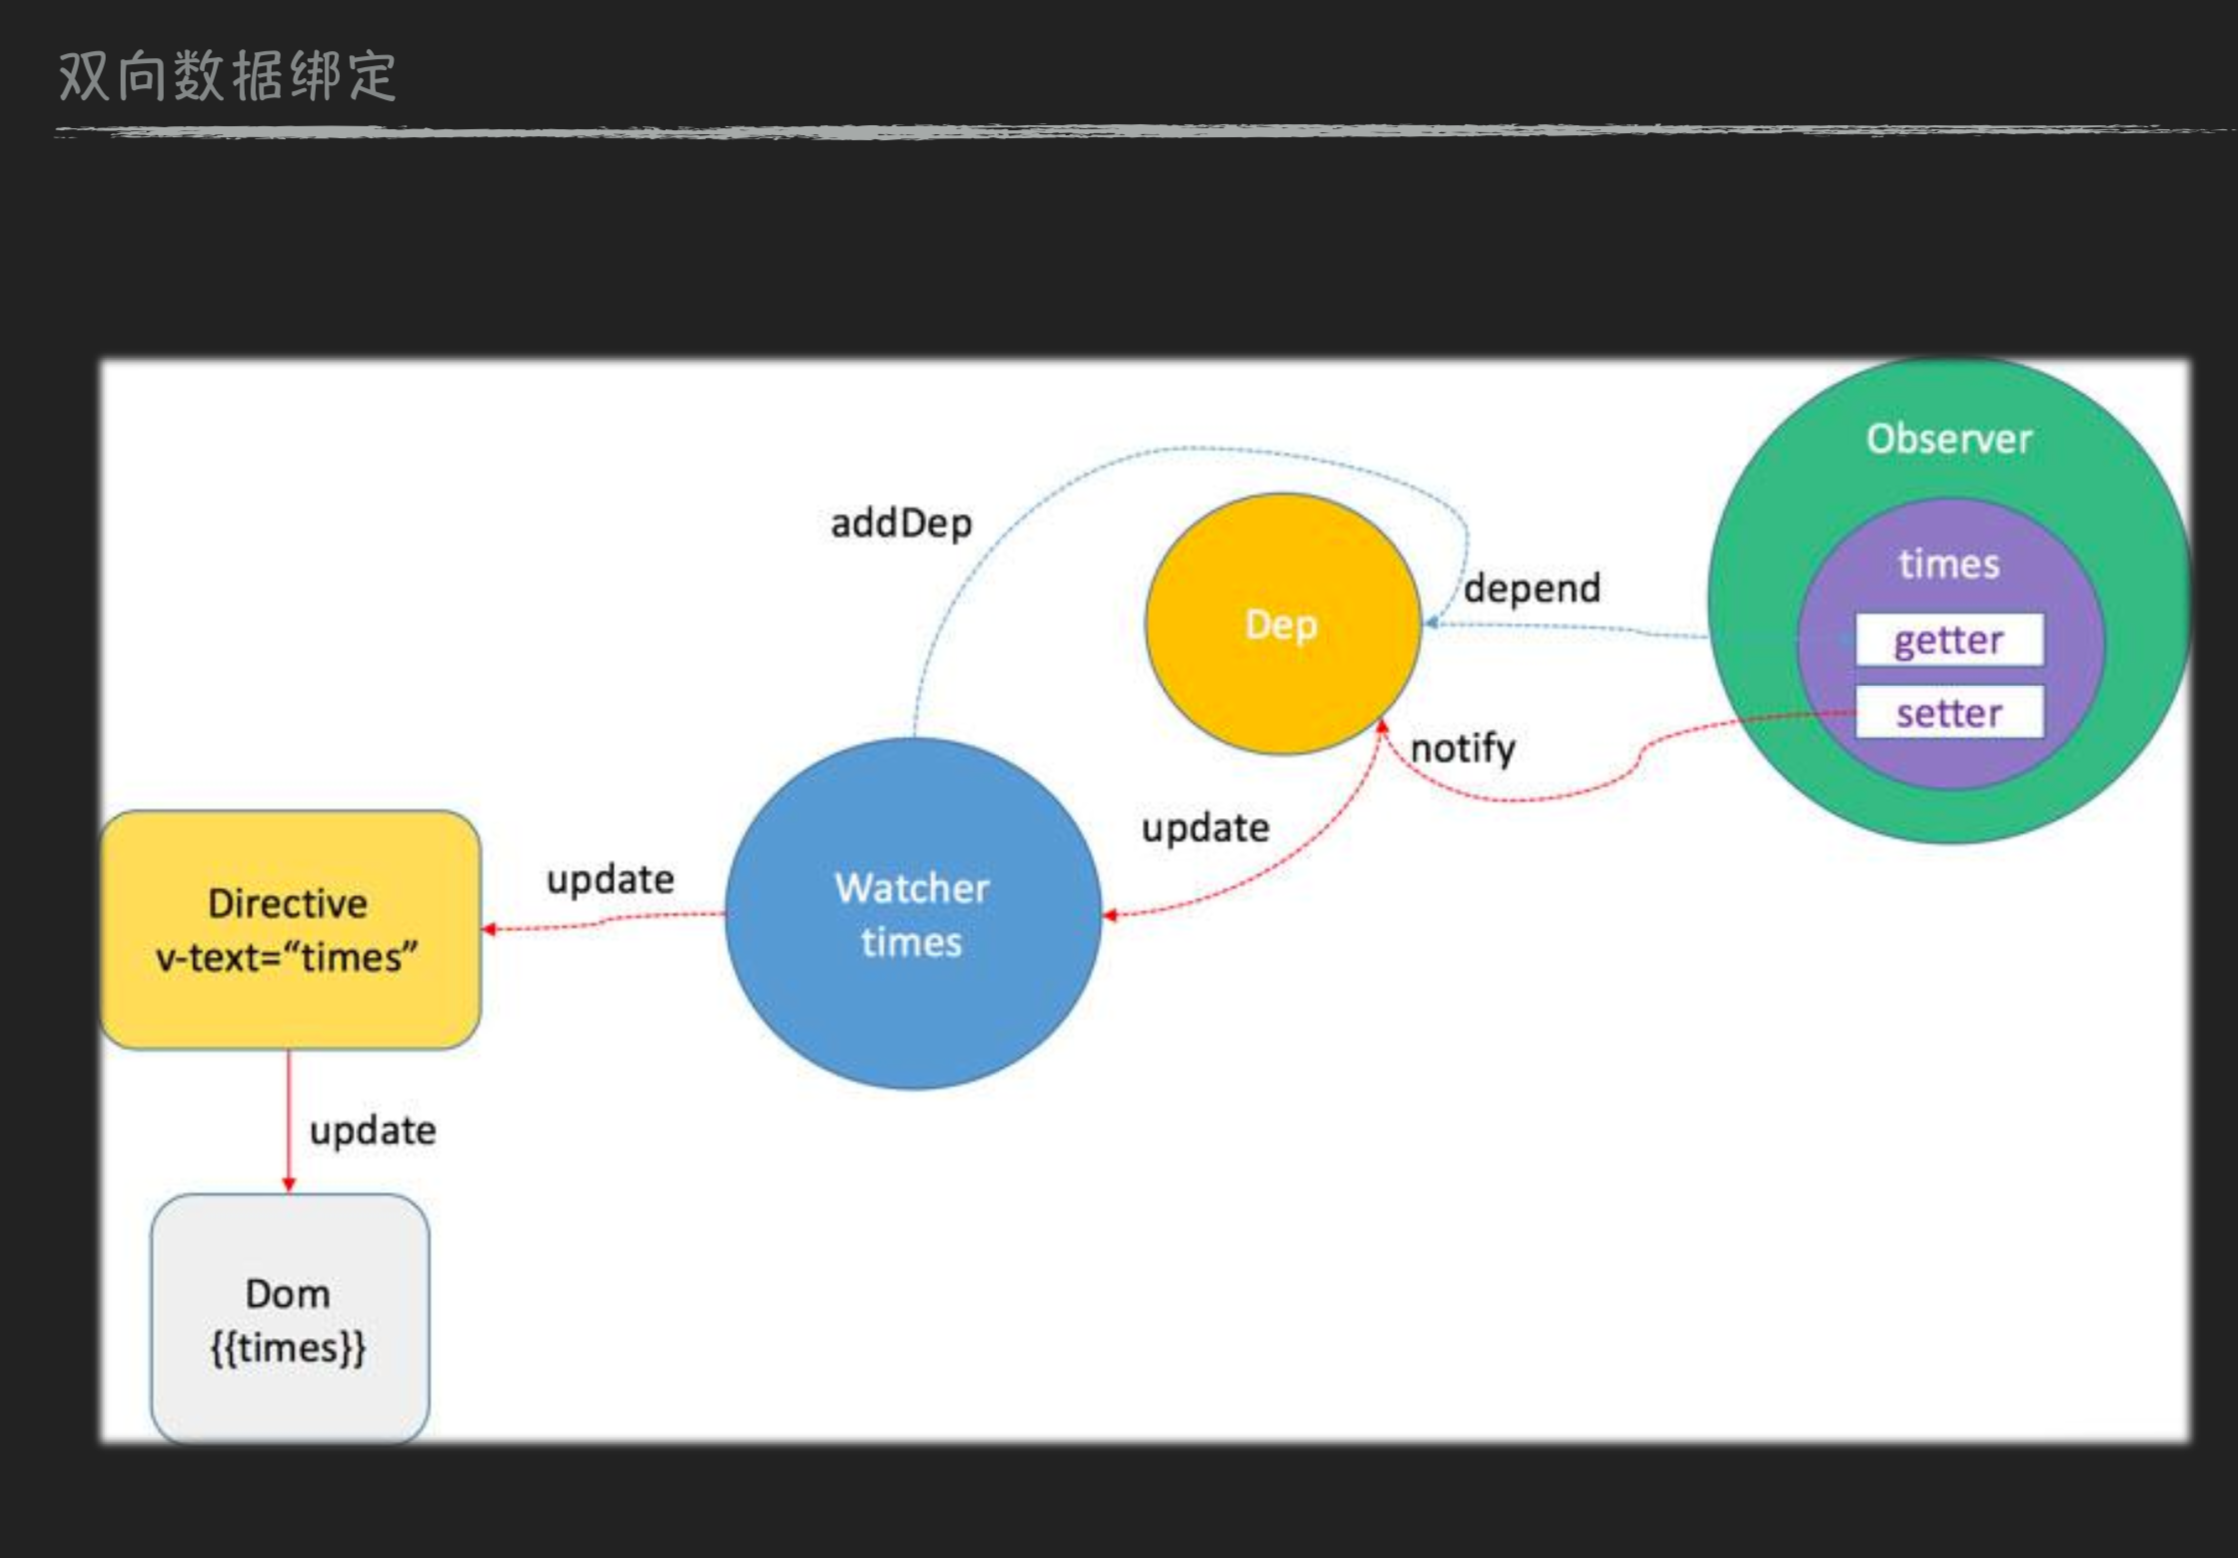 双向数据绑定
Observer
addDep
times
depend
Dep
getter
setter
notify
update
update
Watcher
times
Directive
v-text=“times”
update
Dom
{{times}}